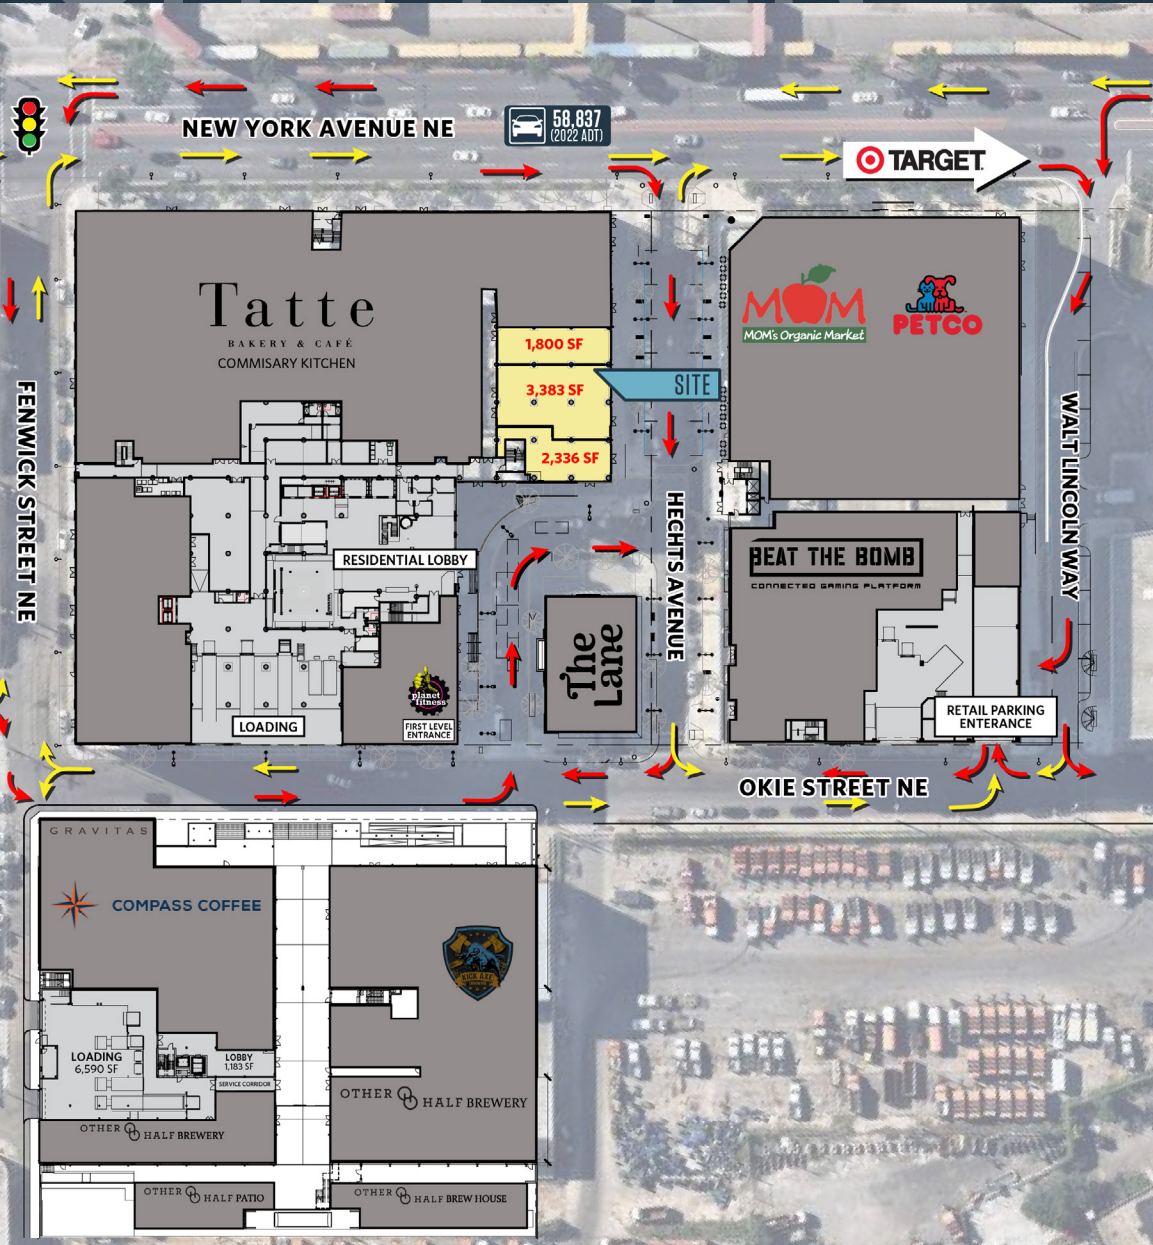 58,837
(2022 ADT)
NEW YORK AVENUE NE
TARGET
Tatte
BAKERY & CAFÉ
COMMISARY KITCHEN
MOM
MOM's Organic Market
PETCO
1,800 SF
3,383 SF
SITE
2,336 SF
FENWICK STREET NE
HECHTS AVENUE
WALT LINCOLN WAY
RESIDENTIAL LOBBY
BEAT THE BOMB
CONNECTED GAMING PLATFORM
The
Lane
planet
fitness
FIRST LEVEL
ENTRANCE
LOADING
RETAIL PARKING
ENTERANCE
OKIE STREET NE
GRAVITAS
COMPASS COFFEE
KICK AXE
LOADING
6,590 SF
LOBBY
1,183 SF
SERVICE CORRIDOR
OTHER HALF BREWERY
OTHER HALF BREWERY
OTHER HALF PATIO
OTHER HALF BREW HOUSE